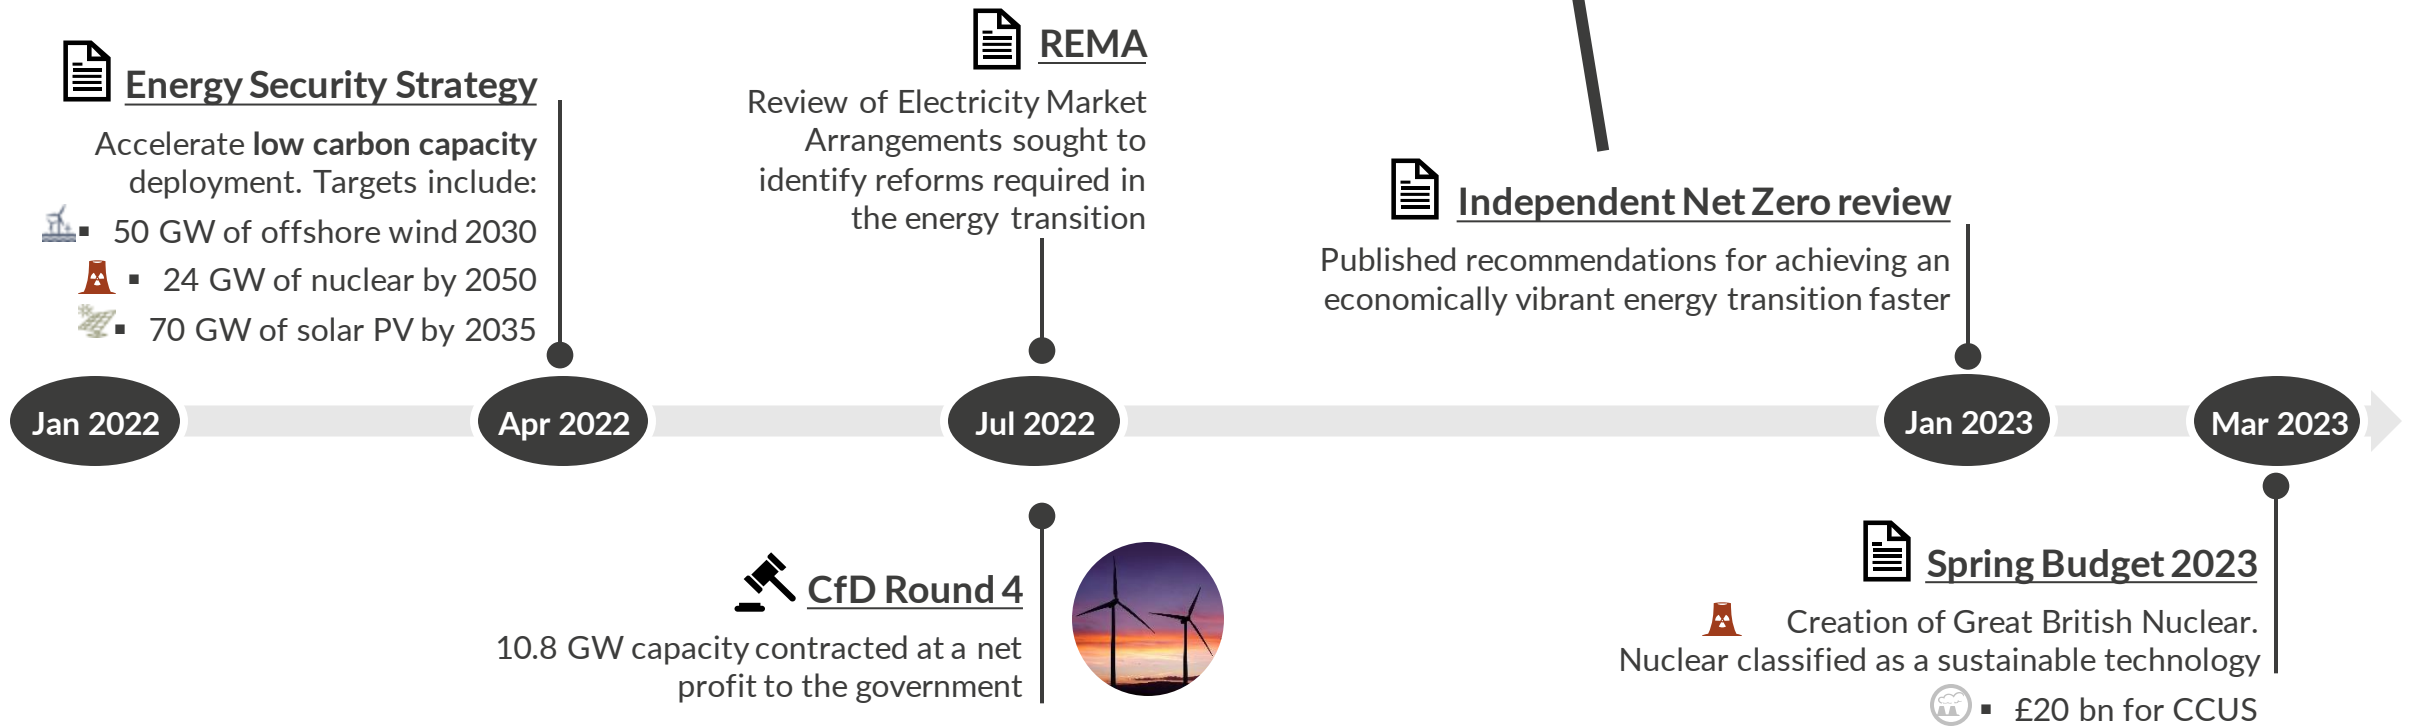 Energy Security Strategy
Accelerate low carbon capacity
deployment. Targets include:
▪ 50 GW of offshore wind 2030
▪ 24 GW of nuclear by 2050
▪ 70 GW of solar PV by 2035
REMA
Review of Electricity Market
Arrangements sought to
identify reforms required in
the energy transition
Independent Net Zero review
Published recommendations for achieving an
economically vibrant energy transition faster
Jan 2022
Apr 2022
Jul 2022
Jan 2023
Mar 2023
CfD Round 4
10.8 GW capacity contracted at a net
profit to the government
Spring Budget 2023
Creation of Great British Nuclear.
Nuclear classified as a sustainable technology
▪ £20 bn for CCUS